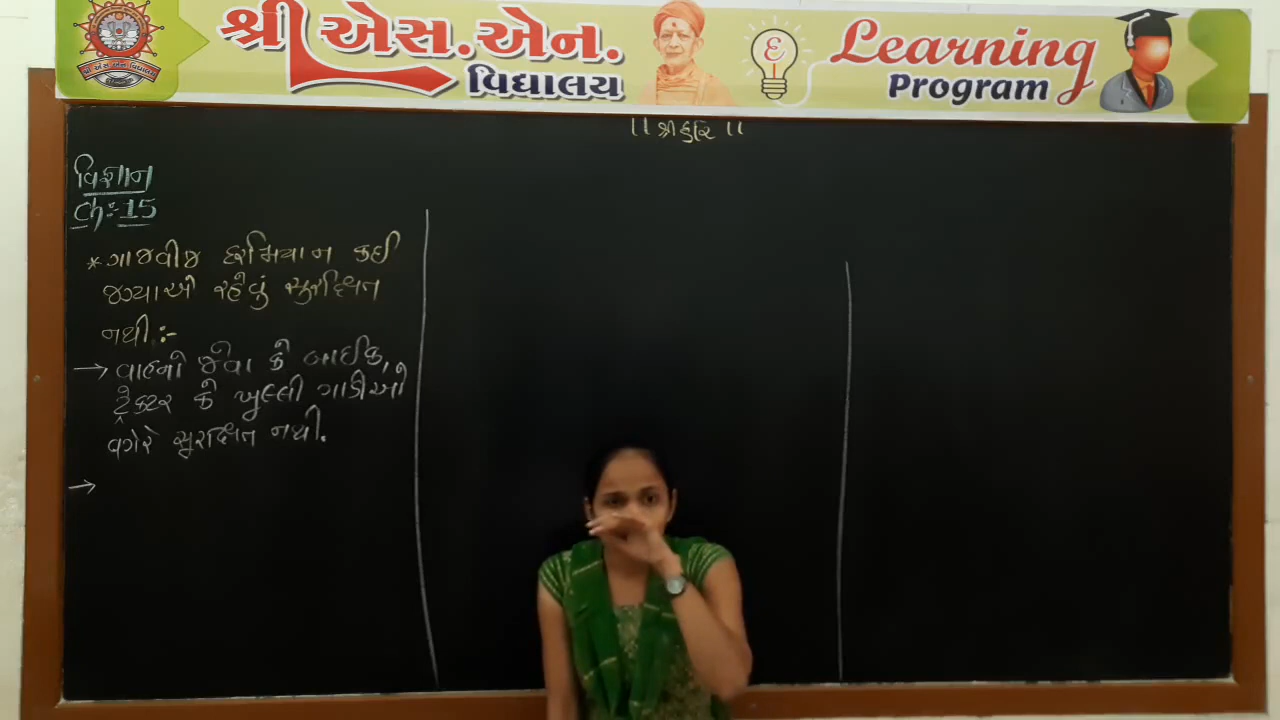 શ્રી એસ.એન.
વિદ્યાલય
Learning
Program
।। શ્રીહરિ ।।
વિજ્ઞાન
Ch:-15
* ગાજવીજ દરમિયાન કઈ
જગ્યાઓ રહેવું સુરક્ષિત
નથી :-
→ વાહનો જેવા કે બાઈક,
ટ્રેકટર કે ખુલ્લી ગાડીઓ
વગેરે સુરક્ષિત નથી.
→